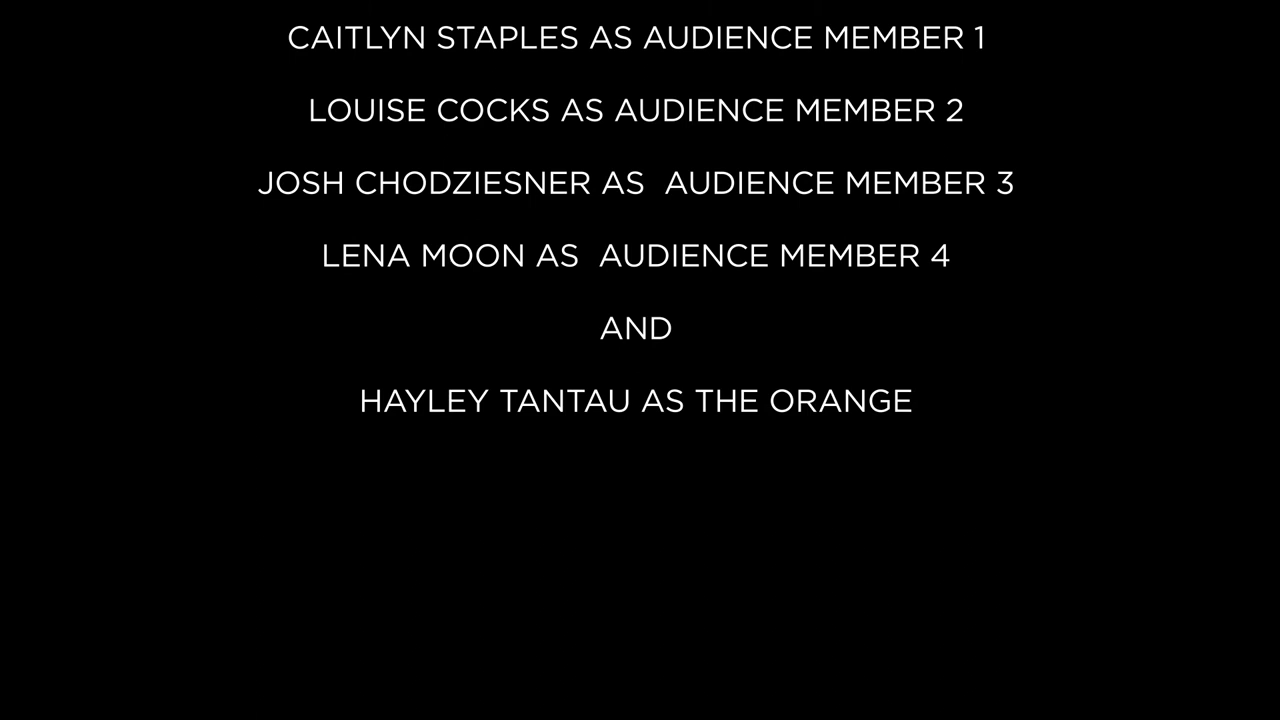 CAITLYN STAPLES AS AUDIENCE MEMBER 1
LOUISE COCKS AS AUDIENCE MEMBER 2
JOSH CHODZIESNER AS  AUDIENCE MEMBER 3
LENA MOON AS  AUDIENCE MEMBER 4
AND
HAYLEY TANTAU AS THE ORANGE